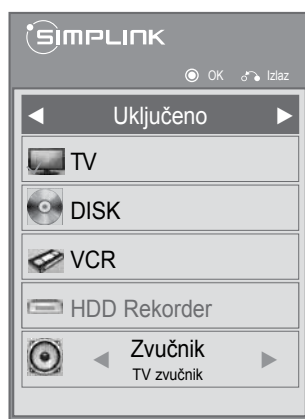 SIMPLINK
OK Izlaz
Uključeno
TV
DISK
VCR
HDD Rekorder
Zvučnik
TV zvučnik